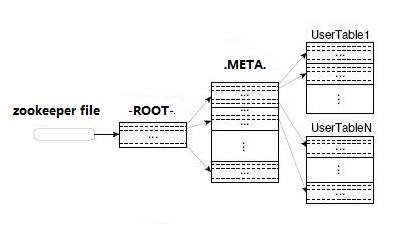 zookeeper file
-ROOT-
...
.META.
...
...
⋮
...
UserTable1
...
...
⋮
UserTableN
...
⋮
...